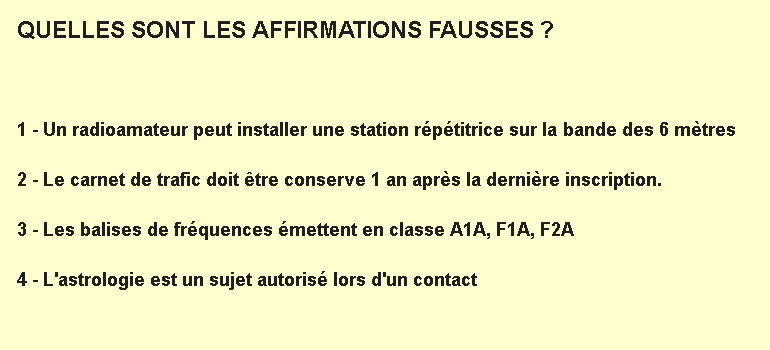 QUELLES SONT LES AFFIRMATIONS FAUSSES ?
1 - Un radioamateur peut installer une station répétitrice sur la bande des 6 mètres
2 - Le carnet de trafic doit être conserve 1 an après la dernière inscription.
3 - Les balises de fréquences émettent en classe A1A, F1A, F2A
4 - L'astrologie est un sujet autorisé lors d'un contact